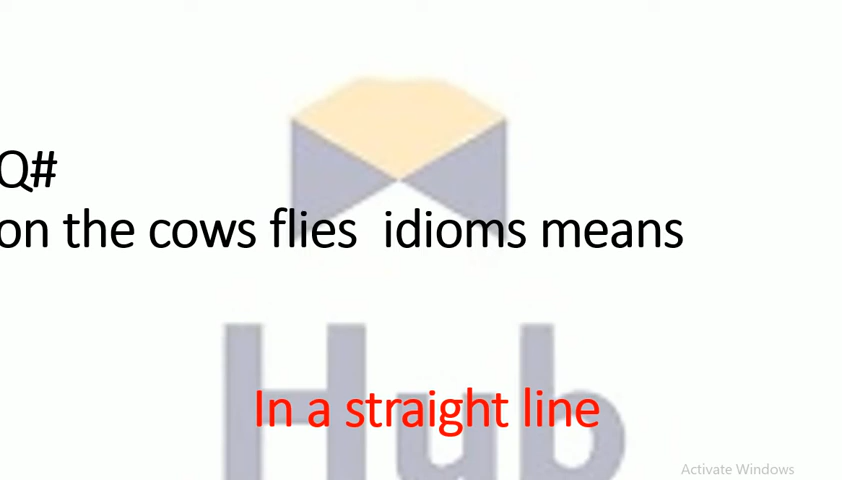 Q#
on the cows flies idioms means
Hub
In a straight line
Activate Windows